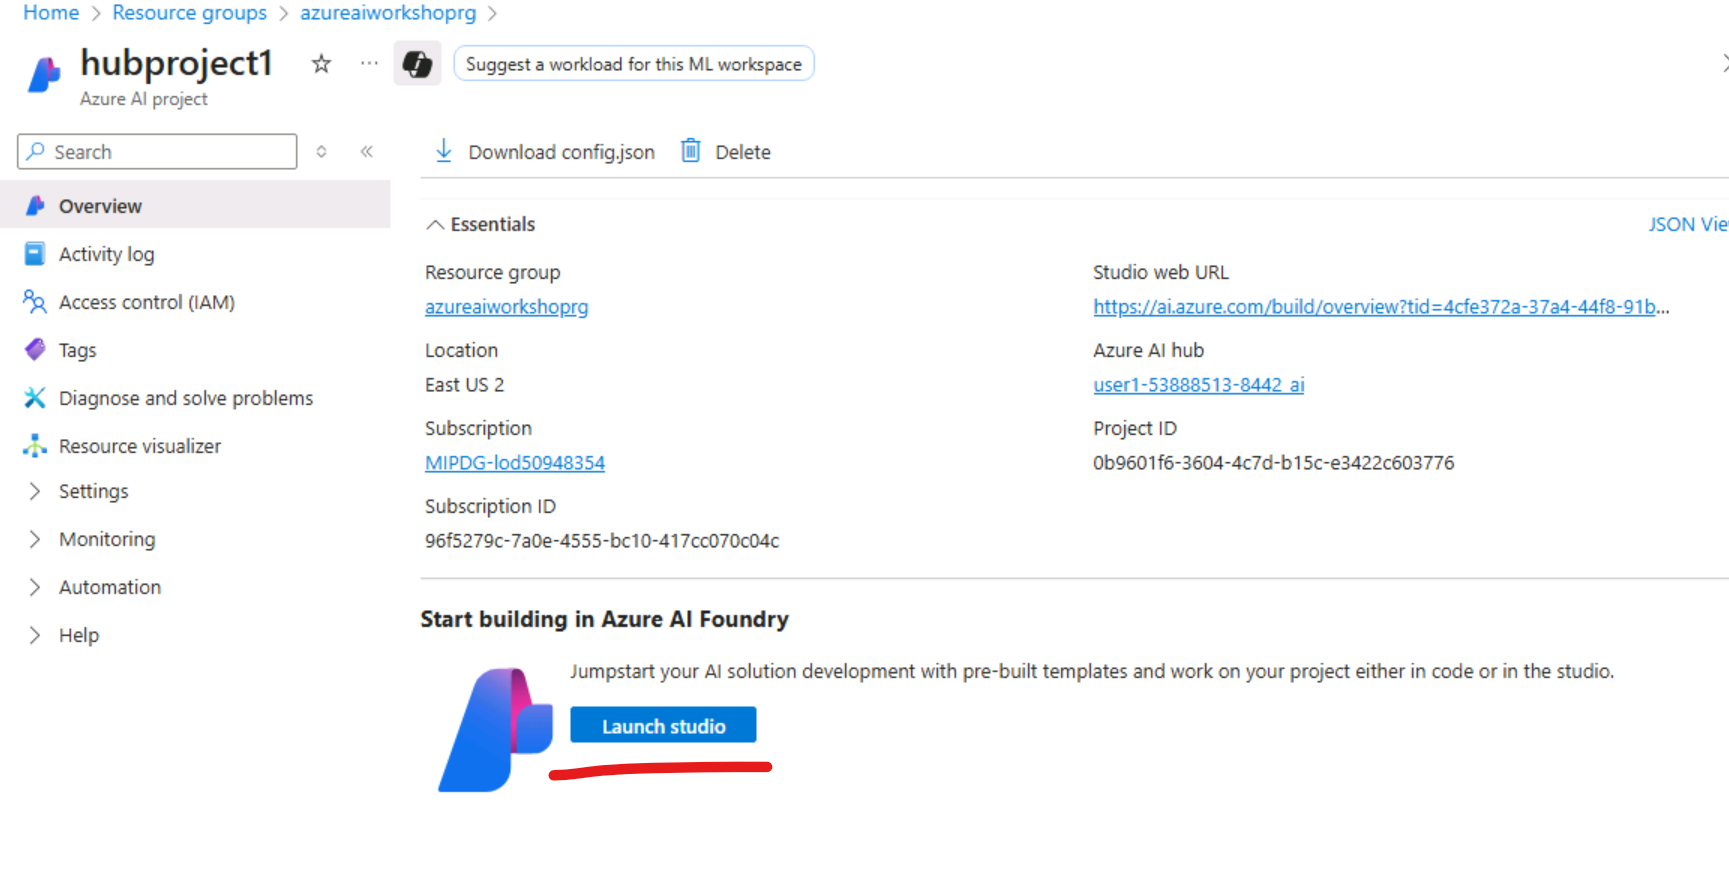 Home > Resource groups > azureaiworkshoprg >
hubproject1
Suggest a workload for this ML workspace
Azure AI project
Search
Download config.json
Delete
Overview
Activity log
Access control (IAM)
Tags
Diagnose and solve problems
Resource visualizer
Settings
Monitoring
Automation
Help
Essentials
JSON Vie
Resource group
azureaiworkshoprg
Location
East US 2
Subscription
MIPDG-lod50948354
Subscription ID
96f5279c-7a0e-4555-bc10-417cc070c04c
Studio web URL
https://ai.azure.com/build/overview?tid=4cfe372a-37a4-44f8-91b...
Azure AI hub
user1-53888513-8442_ai
Project ID
0b9601f6-3604-4c7d-b15c-e3422c603776
Start building in Azure AI Foundry
Jumpstart your AI solution development with pre-built templates and work on your project either in code or in the studio.
Launch studio